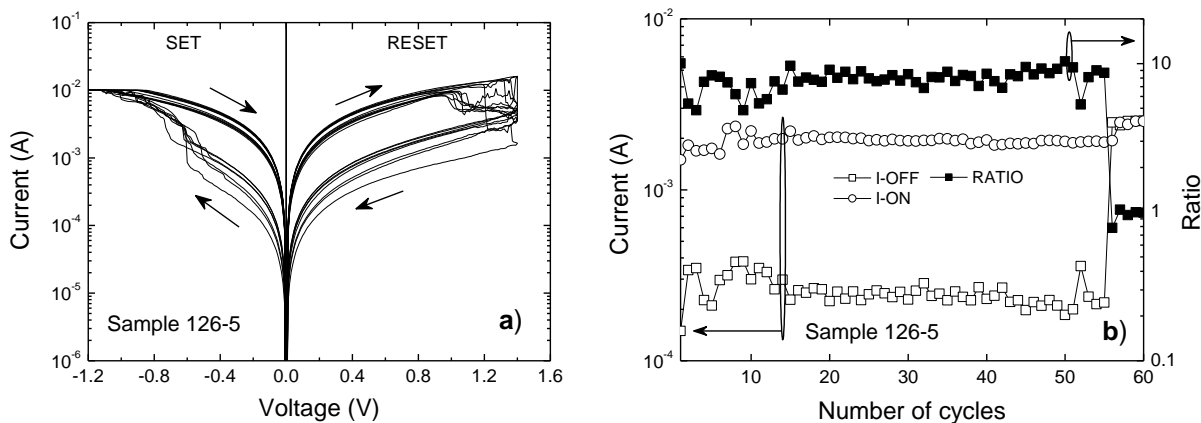 SET
RESET
10⁻¹
10⁻²
10⁻³
10⁻⁴
10⁻⁵
10⁻⁶
Current (A)
Sample 126-5
a)
-1.2 -0.8 -0.4 0.0 0.4 0.8 1.2 1.6
Voltage (V)
10⁻²
10⁻³
10⁻⁴
Current (A)
I-OFF RATIO
I-ON
Sample 126-5
b)
10
1
0.1
Ratio
10 20 30 40 50 60
Number of cycles